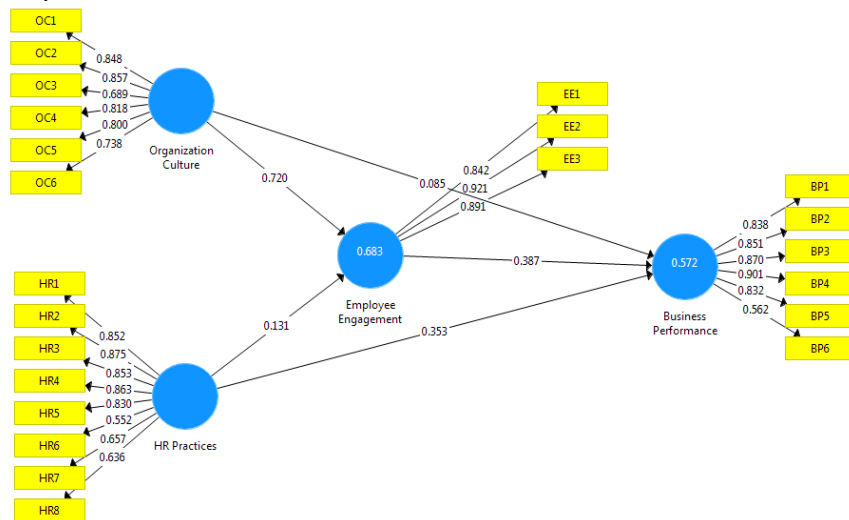 OC1
OC2
OC3
OC4
OC5
OC6
0.848
0.857
0.689
0.818
0.800
0.738
Organization
Culture
0.720
0.085
EE1
EE2
EE3
0.842
0.921
0.891
0.683
Employee
Engagement
0.387
0.131
0.353
HR1
HR2
HR3
HR4
HR5
HR6
HR7
HR8
0.852
0.875
0.853
0.863
0.830
0.552
0.657
0.636
HR Practices
0.572
Business
Performance
BP1
BP2
BP3
BP4
BP5
BP6
0.838
0.851
0.870
0.901
0.832
0.562